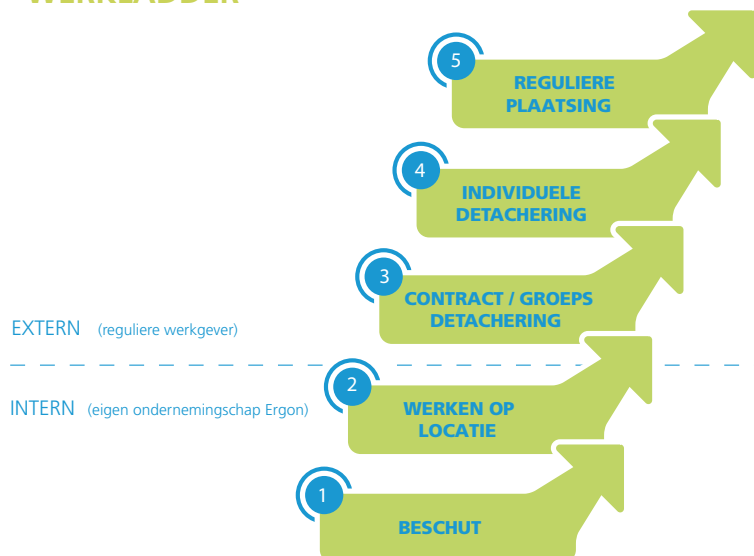 WERKLADDER
5
REGULIERE
PLAATSING
4
INDIVIDUELE
DETACHERING
3
CONTRACT / GROEPS
DETACHERING
EXTERN (reguliere werkgever)
2
INTERN (eigen ondernemingschap Ergon)
WERKEN OP
LOCATIE
1
BESCHUT